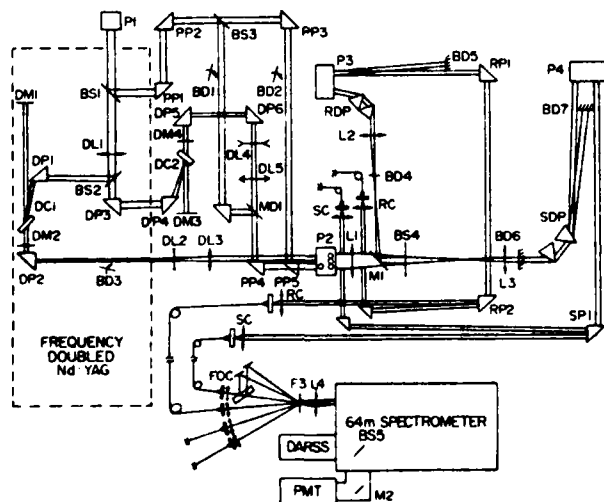 P1
PP2
BS3
PP3
P3
BD5
RP1
P4
DM1
BS1
PP1
BD1
BD2
DP6
DP5
RDP
BD7
DL1
DM4
DL4
L2
DP1
BS2
DC2
DL5
BD4
SC
RC
DC1
DP3
DP4
DM3
MD1
SDP
DM2
DL2
DL3
P2
L1
BS4
BD6
DP2
BD3
PP4
PP5
M1
L3
RC
RP2
SP1
SC
FREQUENCY
DOUBLED
Nd·YAG
FOC
F3
L4
64m SPECTROMETER
BS5
DARSS
PMT
M2